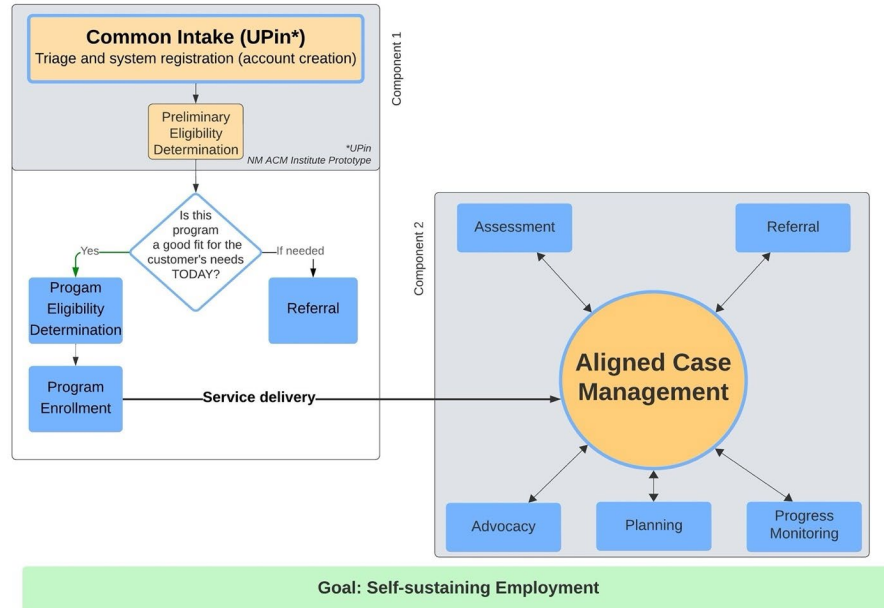 Common Intake (UPin*)
Triage and system registration (account creation)
Component 1
Preliminary
Eligibility
Determination
*UPin
NM ACM Institute Prototype
Is this
program
a good fit for the
customer's needs
TODAY?
Yes
If needed
Progam
Eligibility
Determination
Referral
Program
Enrollment
Service delivery
Component 2
Assessment
Referral
Aligned Case
Management
Advocacy
Planning
Progress
Monitoring
Goal: Self-sustaining Employment